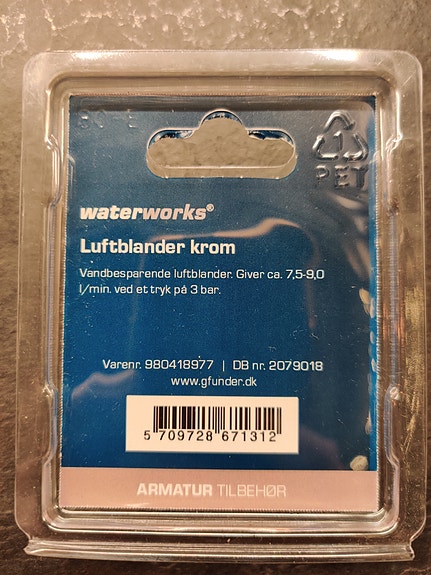 1
PET
waterworks®
Luftblander krom
Vandbesparende luftblander. Giver ca. 7,5-9,0
l/min. ved et tryk på 3 bar.
Varenr. 980418977 | DB nr. 2079018
www.gfunder.dk
5 709728 671312
ARMATUR TILBEHØR